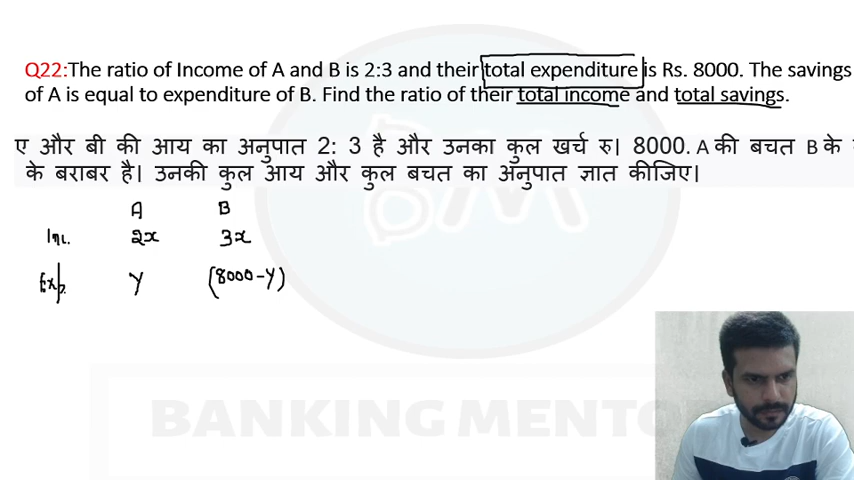 Q22:The ratio of Income of A and B is 2:3 and their total expenditure is Rs. 8000. The savings
of A is equal to expenditure of B. Find the ratio of their total income and total savings.
ए और बी की आय का अनुपात 2: 3 है और उनका कुल खर्च रु। 8000. A की बचत B के
के बराबर है। उनकी कुल आय और कुल बचत का अनुपात ज्ञात कीजिए।
A B
Inc. 2x 3x
Exp. Y (8000-Y)
BM
BANKING MENTO